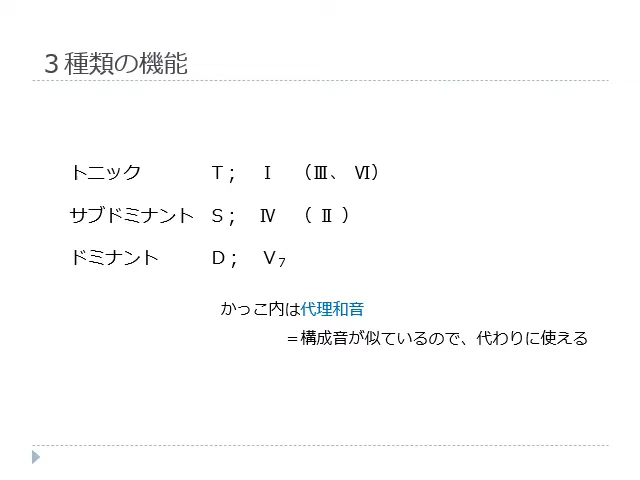 ３種類の機能
トニック　Ｔ；　Ⅰ　（Ⅲ、Ⅵ）
サブドミナント　Ｓ；　Ⅳ　（Ⅱ）
ドミナント　Ｄ；　Ⅴ₇
かっこ内は代理和音
＝構成音が似ているので、代わりに使える